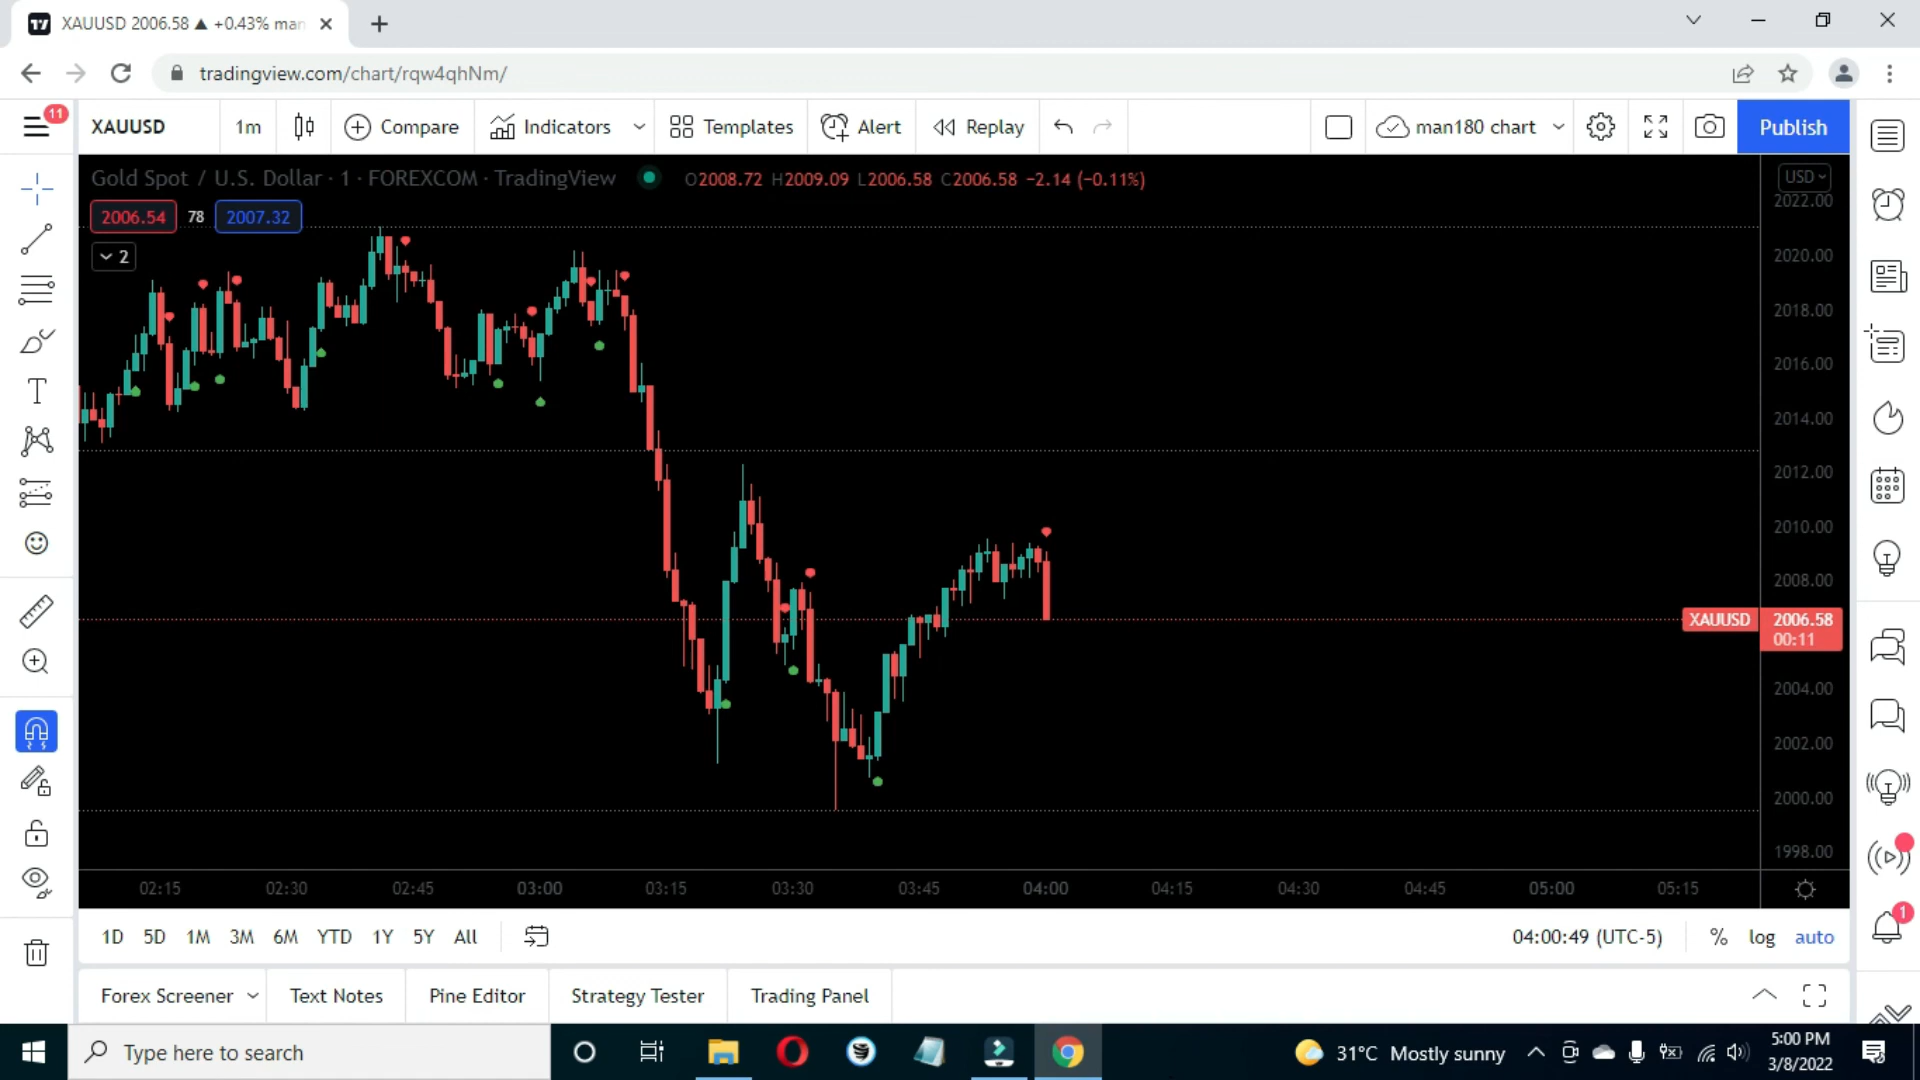 XAUUSD 2006.58 ▲ +0.43% man
tradingview.com/chart/rqw4qhNm/
11
XAUUSD 1m Compare Indicators Templates Alert Replay man180 chart Publish
Gold Spot / U.S. Dollar · 1 · FOREXCOM · TradingView O2008.72 H2009.09 L2006.58 C2006.58 −2.14 (−0.11%)
USD
2006.54 78 2007.32
2
2022.00
2020.00
2018.00
2016.00
2014.00
2012.00
2010.00
2008.00
XAUUSD 2006.58
00:11
2004.00
2002.00
2000.00
1998.00
02:15 02:30 02:45 03:00 03:15 03:30 03:45 04:00 04:15 04:30 04:45 05:00 05:15
1
1D 5D 1M 3M 6M YTD 1Y 5Y All 04:00:49 (UTC-5) % log auto
Forex Screener Text Notes Pine Editor Strategy Tester Trading Panel
Type here to search
31°C Mostly sunny
5:00 PM
3/8/2022